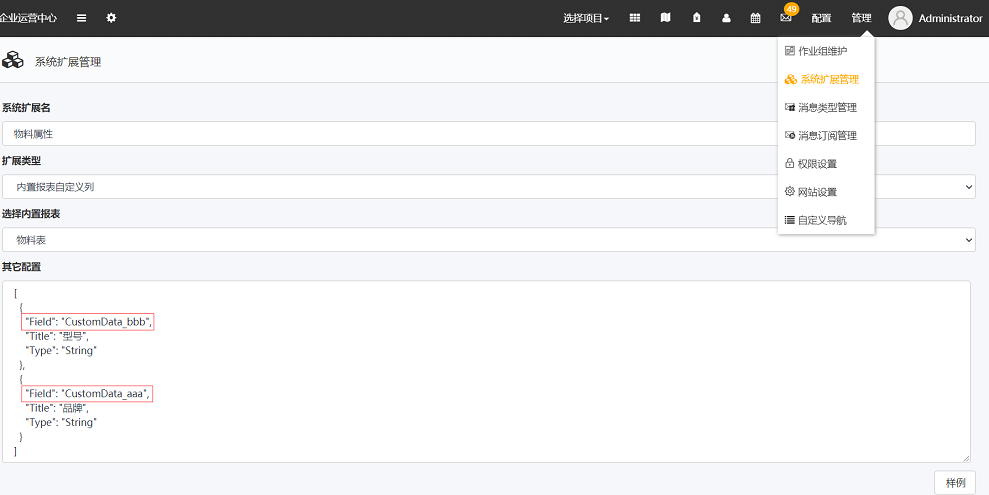 企业运营中心 选择项目 49 配置 管理 Administrator
系统扩展管理
作业组维护
系统扩展管理
消息类型管理
消息订阅管理
权限设置
网站设置
自定义导航
系统扩展名
物料属性
扩展类型
内置报表自定义列
选择内置报表
物料表
其它配置
[
{
"Field": "CustomData_bbb",
"Title": "型号",
"Type": "String"
},
{
"Field": "CustomData_aaa",
"Title": "品牌",
"Type": "String"
}
]
样例